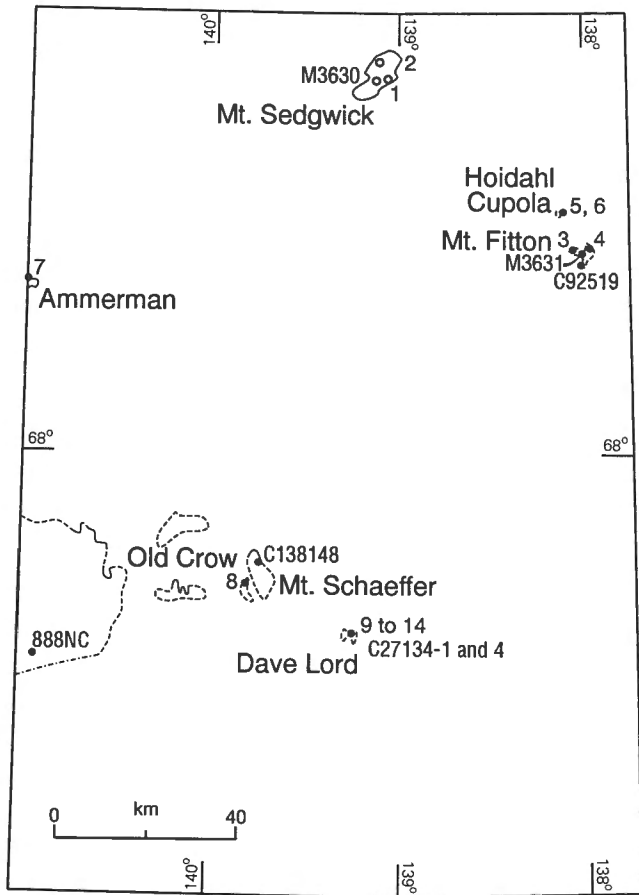 140°
139°
138°
M3630
2
1
Mt. Sedgwick
Hoidahl
Cupola
5, 6
Mt. Fitton
3
4
M3631
C92519
7
Ammerman
68°
68°
Old Crow
C138148
8
Mt. Schaeffer
888NC
9 to 14
C27134-1 and 4
Dave Lord
0
km
40
140°
139°
138°